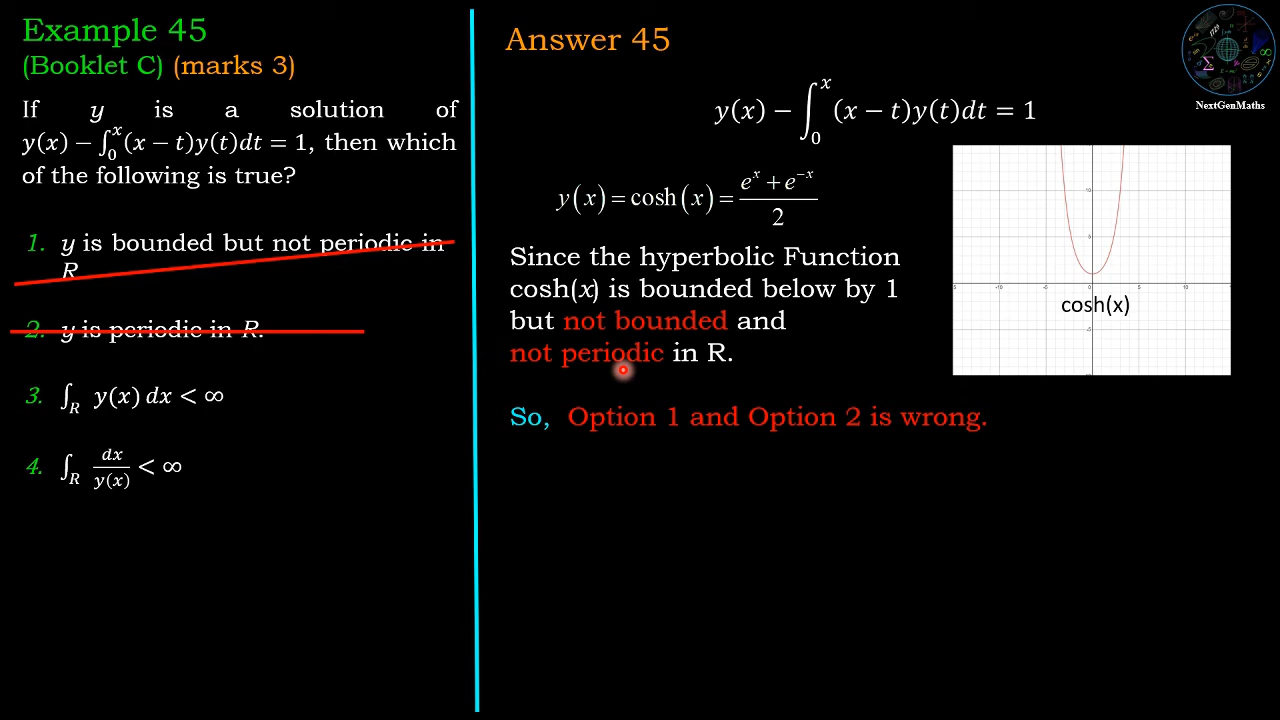 Example 45
(Booklet C) (marks 3)
If y is a solution of
y(x) − ∫₀ˣ (x − t)y(t)dt = 1, then which
of the following is true?
1. y is bounded but not periodic in
R
2. y is periodic in R.
3. ∫_R y(x) dx < ∞
4. ∫_R dx/y(x) < ∞
Answer 45
y(x) − ∫₀ˣ (x − t)y(t)dt = 1
y(x) = cosh(x) = (eˣ + e⁻ˣ)/2
Since the hyperbolic Function
cosh(x) is bounded below by 1
but not bounded and
not periodic in R.
So, Option 1 and Option 2 is wrong.
cosh(x)
NextGenMaths